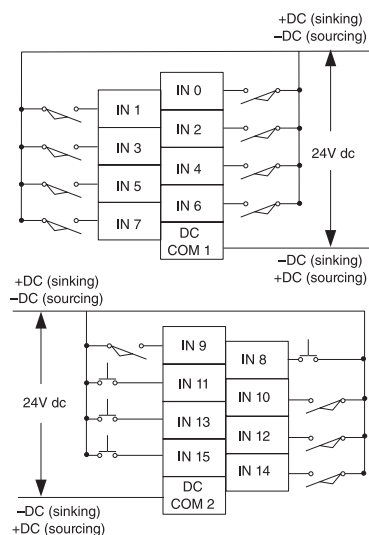 +DC (sinking)
–DC (sourcing)
IN 0
IN 1
IN 2
IN 3
IN 4
IN 5
IN 6
IN 7
DC
COM 1
24V dc
–DC (sinking)
+DC (sourcing)
+DC (sinking)
–DC (sourcing)
IN 9
IN 8
IN 11
IN 10
IN 13
IN 12
IN 15
IN 14
DC
COM 2
24V dc
–DC (sinking)
+DC (sourcing)